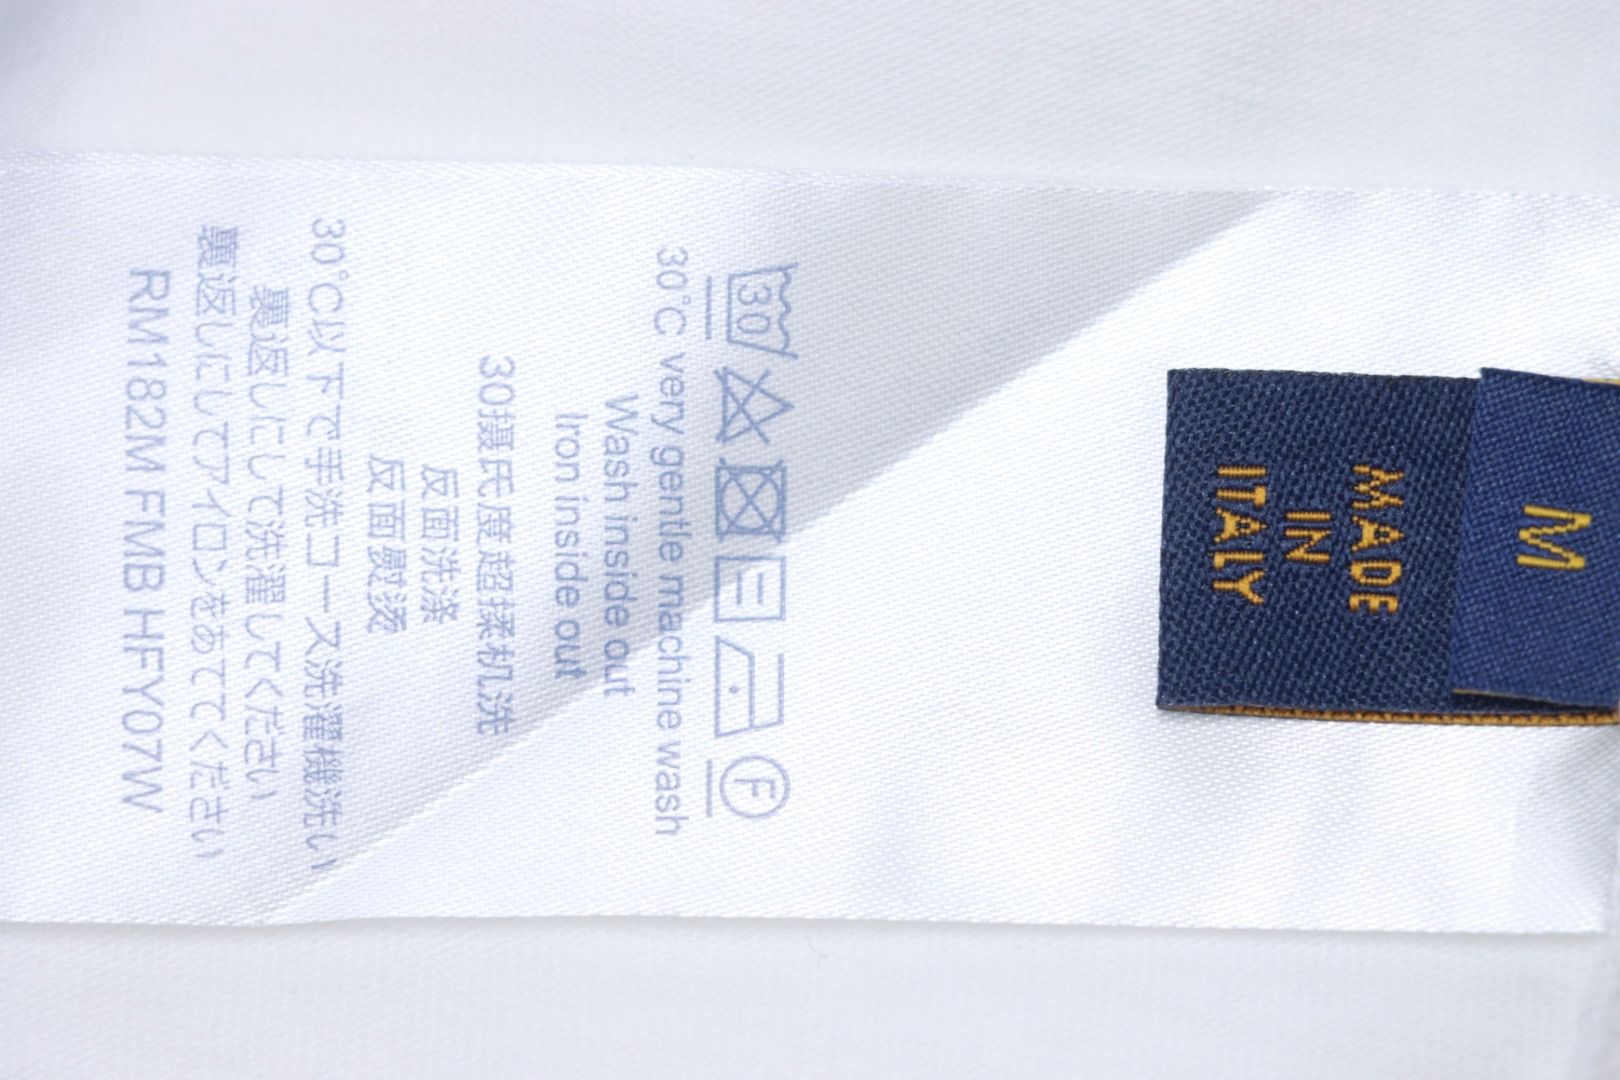 M
MADE
IN
ITALY
30
F
30°C very gentle machine wash
Wash inside out
Iron inside out
30摄氏度超揉机洗
反面洗涤
反面熨烫
30℃以下で手洗コース洗濯機洗い
裏返しにして洗濯してください
裏返しにしてアイロンをあててください
RM182M FMB HFY07W